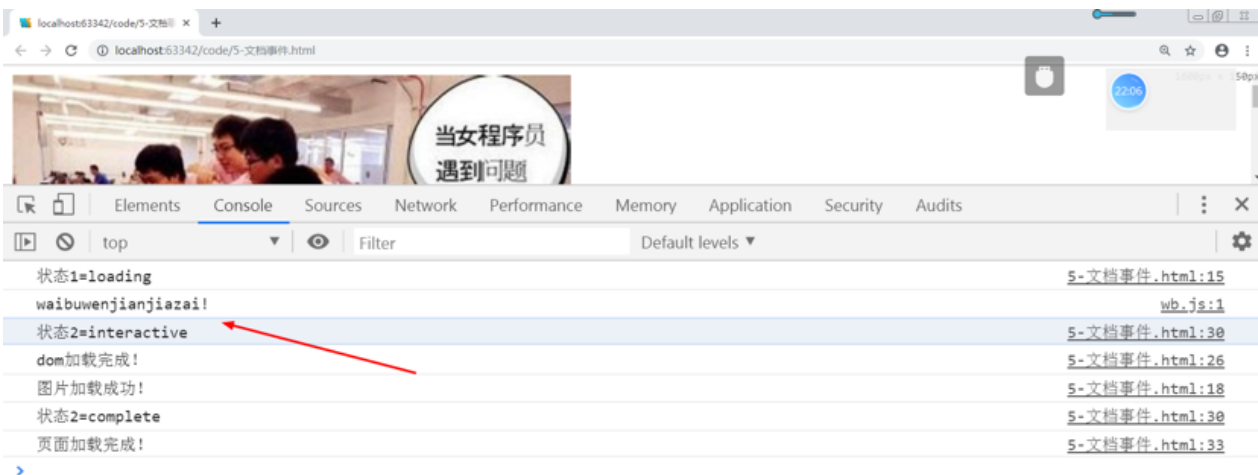 localhost:63342/code/5-文档
localhost:63342/code/5-文档事件.html
当女程序员
遇到问题
22:06
50px
Elements Console Sources Network Performance Memory Application Security Audits
top Filter Default levels
状态1=loading 5-文档事件.html:15
waibuwenjianjiazai! wb.js:1
状态2=interactive 5-文档事件.html:30
dom加载完成! 5-文档事件.html:26
图片加载成功! 5-文档事件.html:18
状态2=complete 5-文档事件.html:30
页面加载完成! 5-文档事件.html:33